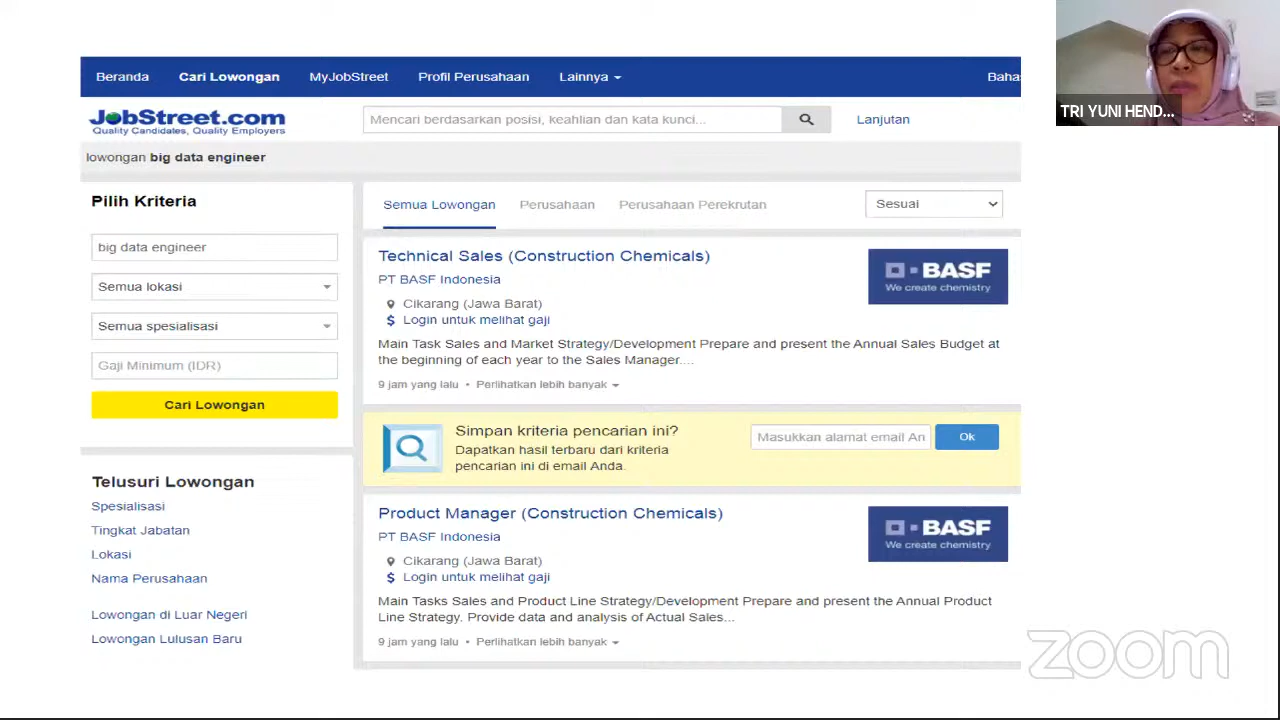 Beranda Cari Lowongan MyJobStreet Profil Perusahaan Lainnya Bahas
TRI YUNI HEND...
JobStreet.com
Quality Candidates, Quality Employers
Mencari berdasarkan posisi, keahlian dan kata kunci...
Lanjutan
lowongan big data engineer
Pilih Kriteria
big data engineer
Semua lokasi
Semua spesialisasi
Gaji Minimum (IDR)
Cari Lowongan
Telusuri Lowongan
Spesialisasi
Tingkat Jabatan
Lokasi
Nama Perusahaan
Lowongan di Luar Negeri
Lowongan Lulusan Baru
Semua Lowongan Perusahaan Perusahaan Perekrutan
Sesuai
Technical Sales (Construction Chemicals)
PT BASF Indonesia
Cikarang (Jawa Barat)
$ Login untuk melihat gaji
Main Task Sales and Market Strategy/Development Prepare and present the Annual Sales Budget at
the beginning of each year to the Sales Manager....
9 jam yang lalu • Perlihatkan lebih banyak
BASF
We create chemistry
Simpan kriteria pencarian ini?
Dapatkan hasil terbaru dari kriteria
pencarian ini di email Anda.
Masukkan alamat email An
Ok
Product Manager (Construction Chemicals)
PT BASF Indonesia
Cikarang (Jawa Barat)
$ Login untuk melihat gaji
Main Tasks Sales and Product Line Strategy/Development Prepare and present the Annual Product
Line Strategy. Provide data and analysis of Actual Sales...
9 jam yang lalu • Perlihatkan lebih banyak
BASF
We create chemistry
zoom